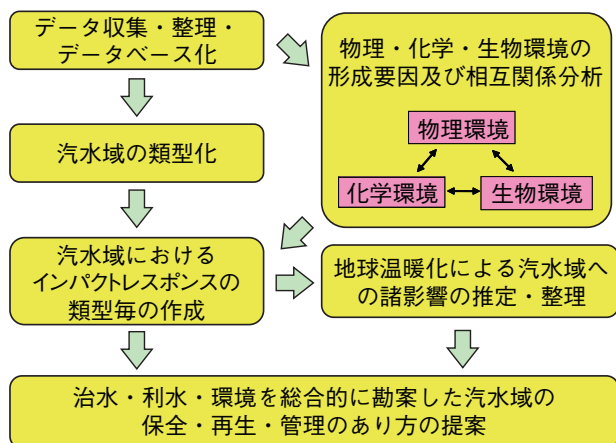 データ収集・整理・
データベース化
物理・化学・生物環境の
形成要因及び相互関係分析
物理環境
化学環境
生物環境
汽水域の類型化
汽水域における
インパクトレスポンスの
類型毎の作成
地球温暖化による汽水域へ
の諸影響の推定・整理
治水・利水・環境を総合的に勘案した汽水域の
保全・再生・管理のあり方の提案